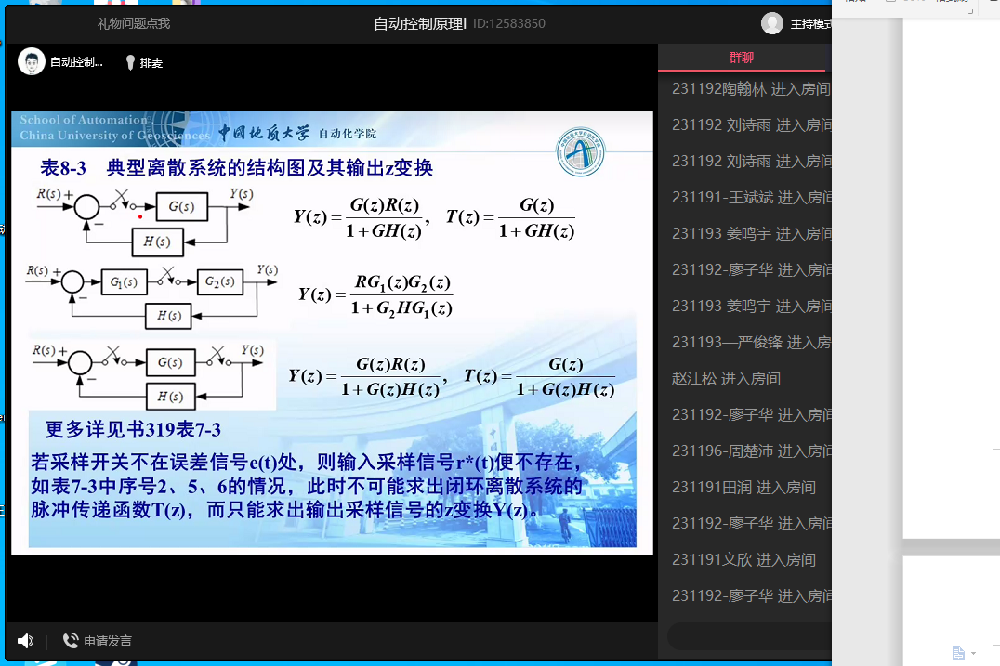 礼物问题点我
自动控制原理I ID:12583850
主持模式
自动控制...
排麦
群聊
School of Automation
China University of Geosciences
中国地质大学 自动化学院
表8-3 典型离散系统的结构图及其输出z变换
R(s) + − G(s) Y(s)
H(s)
Y(z) = G(z)R(z) / 1+GH(z), T(z) = G(z) / 1+GH(z)
R(s) + − G₁(s) G₂(s) Y(s)
H(s)
Y(z) = RG₁(z)G₂(z) / 1+G₂HG₁(z)
R(s) + − G(s) Y(s)
H(s)
Y(z) = G(z)R(z) / 1+G(z)H(z), T(z) = G(z) / 1+G(z)H(z)
更多详见书319表7-3
若采样开关不在误差信号e(t)处，则输入采样信号r*(t)便不存在，
如表7-3中序号2、5、6的情况，此时不可能求出闭环离散系统的
脉冲传递函数T(z)，而只能求出输出采样信号的z变换Y(z)。
231192陶翰林 进入房间
231192 刘诗雨 进入房间
231192 刘诗雨 进入房间
231191-王斌斌 进入房间
231193 姜鸣宇 进入房间
231192-廖子华 进入房间
231193 姜鸣宇 进入房间
231193—严俊锋 进入房
赵江松 进入房间
231192-廖子华 进入房间
231196-周楚沛 进入房间
231191田润 进入房间
231192-廖子华 进入房间
231191文欣 进入房间
231192-廖子华 进入房间
申请发言